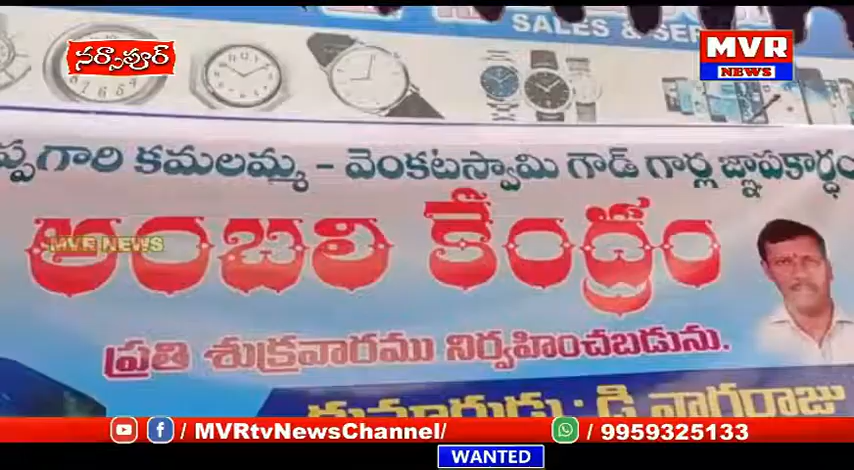 SALES &
MVR
NEWS
నర్సాపూర్
ప్పగారి కమలమ్మ – వెంకటస్వామి గౌడ్ గార్ల జ్ఞాపకార్ధం
అంబలి కేంద్రం
MVR NEWS
ప్రతి శుక్రవారము నిర్వహించబడును.
కుమారుడు : డి నాగరాజు
/ MVRtvNewsChannel/
/ 9959325133
WANTED